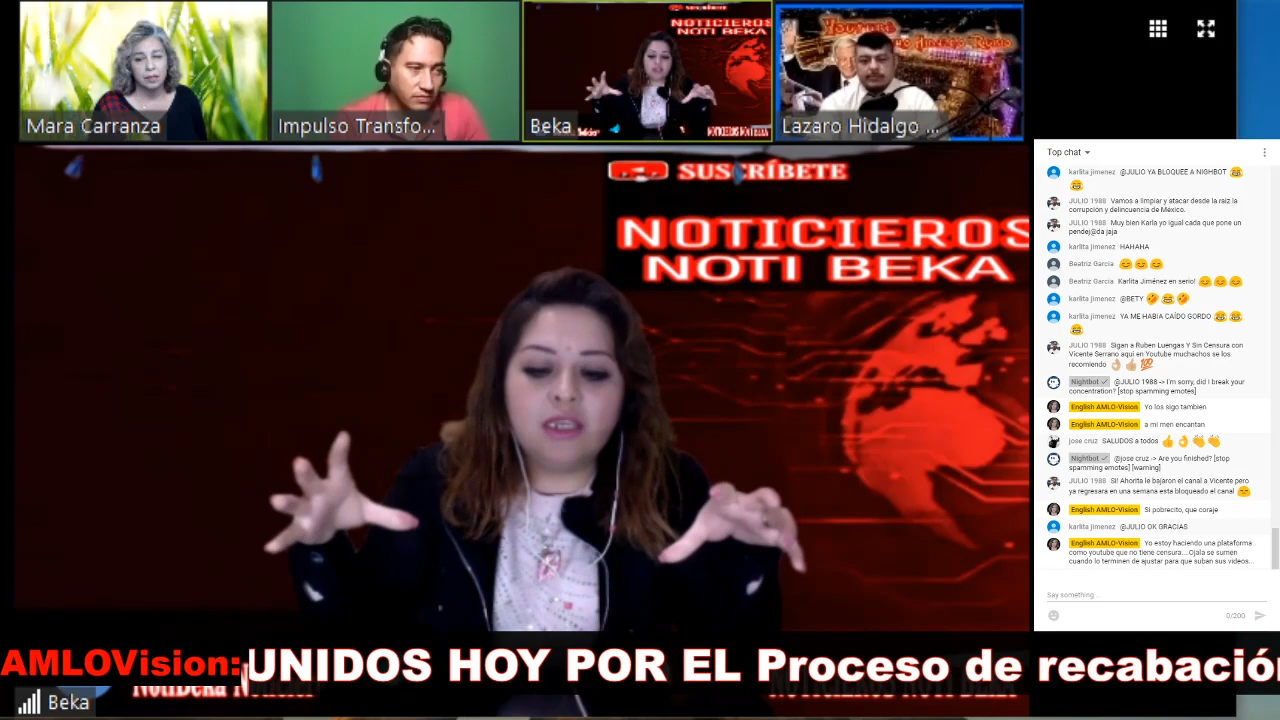 SUSCRÍBETE
NOTICIEROS
NOTI BEKA
Mara Carranza
Impulso Transfo...
Beka
Lazaro Hidalgo ...
SUSCRÍBETE
NOTICIEROS
NOTI BEKA
Top chat
karlita jimenez @JULIO YA BLOQUEE A NIGHBOT 😂
😂
JULIO 1988 Vamos a limpiar y atacar desde la raiz la
corrupción y delincuencia de México.
JULIO 1988 Muy bien Karla yo igual cada que pone un
pendej@da jaja
karlita jimenez HAHAHA
Beatriz Garcia 😊😊😊
Beatriz Garcia Karlita Jiménez en serio! 😊😊😊
karlita jimenez @BETY 🤣😂🤣
karlita jimenez YA ME HABIA CAÍDO GORDO 😂😂
😂
JULIO 1988 Sigan a Ruben Luengas Y Sin Censura con
Vicente Serrano aqui en Youtube muchachos se los
recomiendo 👌🏼👍🏼💯
Nightbot @JULIO 1988 -> I'm sorry, did I break your
concentration? [stop spamming emotes]
English AMLO-Vision Yo los sigo tambien
English AMLO-Vision a mi men encantan
jose cruz SALUDOS a todos 👍👌👏👏
Nightbot @jose cruz -> Are you finished? [stop
spamming emotes] [warning]
JULIO 1988 Si! Ahorita le bajaron el canal a Vicente pero
ya regresara en una semana esta bloqueado el canal 😊
English AMLO-Vision Si pobrecito, que coraje
karlita jimenez @JULIO OK GRACIAS
English AMLO-Vision Yo estoy haciendo una plataforma
como youtube que no tiene censura....Ojala se sumen
cuando lo terminen de ajustar para que suban sus videos...
Say something...
0/200
AMLOVision: UNIDOS HOY POR EL Proceso de recabación
Beka